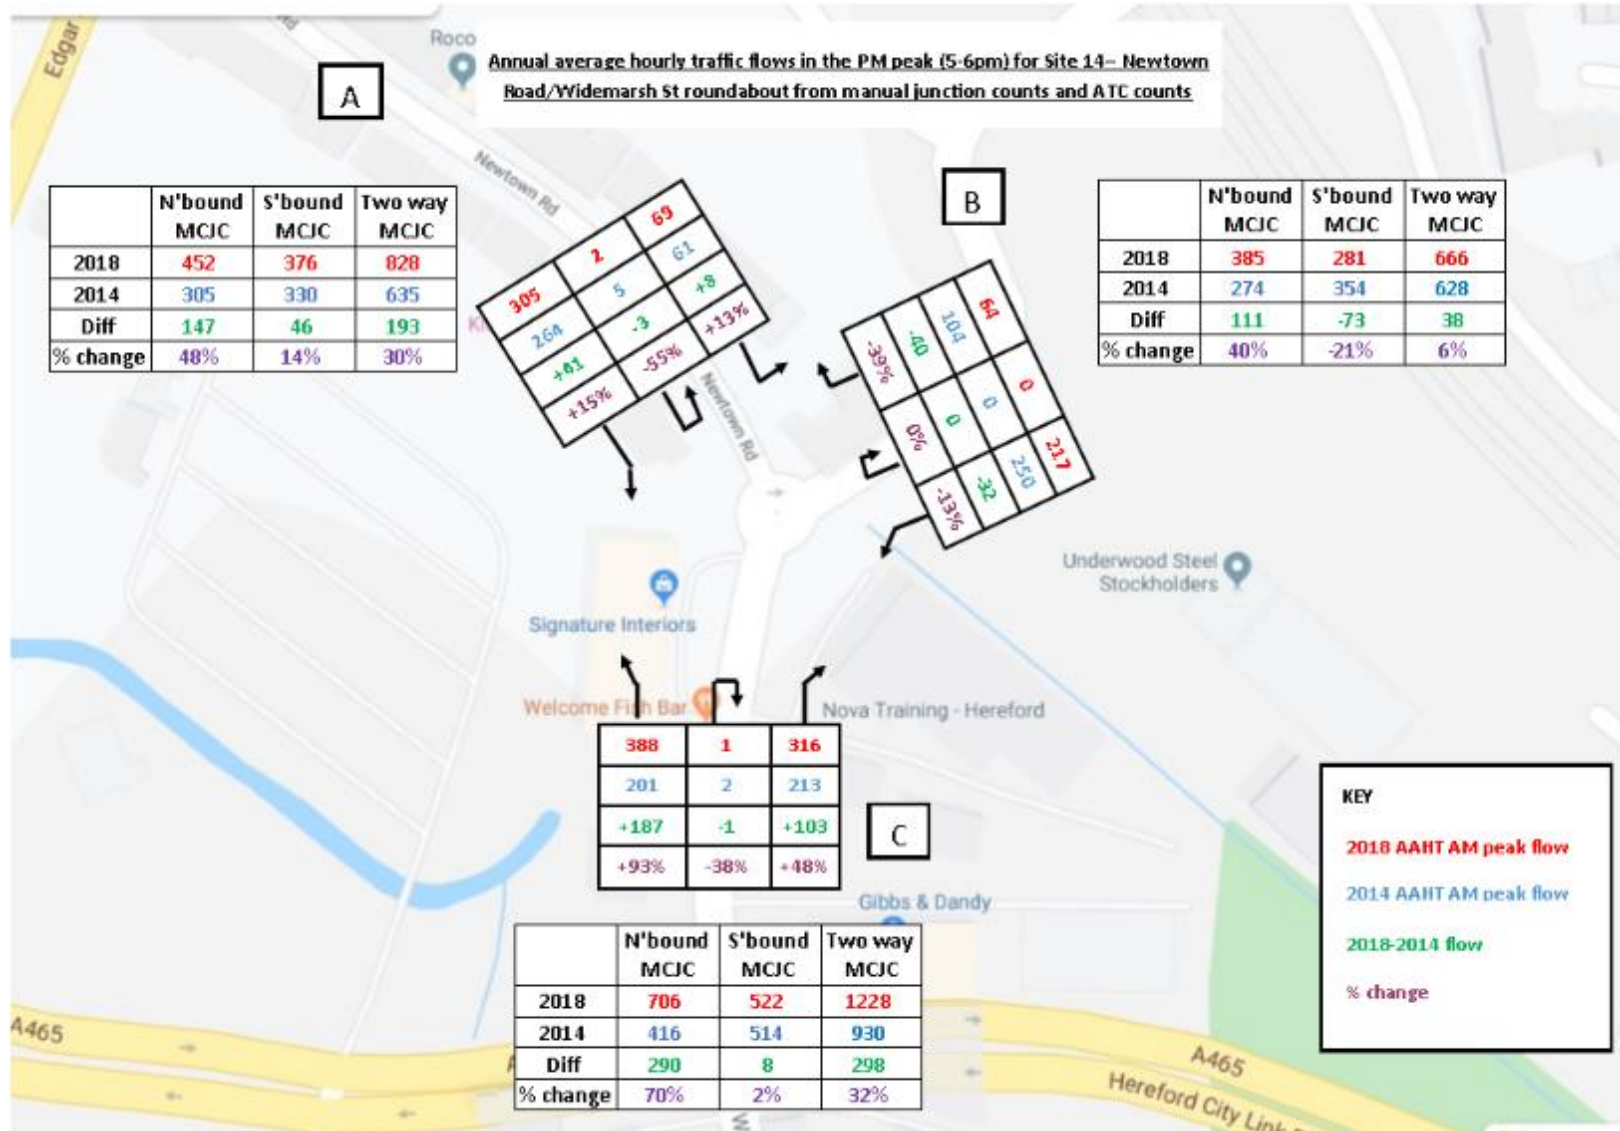 Edgar
Rd
Roco
Annual average hourly traffic flows in the PM peak (5-6pm) for Site 14– Newtown
Road/Widemarsh St roundabout from manual junction counts and ATC counts
A
Newtown Rd
B
N'bound MCJC S'bound MCJC Two way MCJC
2018 452 376 828
2014 305 330 635
Diff 147 46 193
% change 48% 14% 30%
N'bound MCJC S'bound MCJC Two way MCJC
2018 385 281 666
2014 274 354 628
Diff 111 -73 38
% change 40% -21% 6%
305 2 69
264 5 61
+41 -3 +8
+15% -55% +13%
-39% -40 104 64
0% 0 0 0
-13% -32 250 217
Newtown Rd
Underwood Steel
Stockholders
Signature Interiors
Welcome Fish Bar
Nova Training - Hereford
388 1 316
201 2 213
+187 -1 +103
+93% -38% +48%
C
Gibbs & Dandy
N'bound MCJC S'bound MCJC Two way MCJC
2018 706 522 1228
2014 416 514 930
Diff 290 8 298
% change 70% 2% 32%
KEY
2018 AAHT AM peak flow
2014 AAHT AM peak flow
2018-2014 flow
% change
A465
A465
Hereford City Link